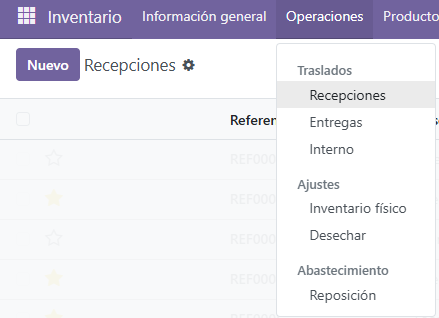 Inventario Información general Operaciones Producto
Nuevo Recepciones
Traslados
Recepciones
Referen
Entregas
REF000
Interno
REF000
Ajustes
REF000
Inventario físico
Desechar
REF000
Abastecimiento
REF000
Reposición